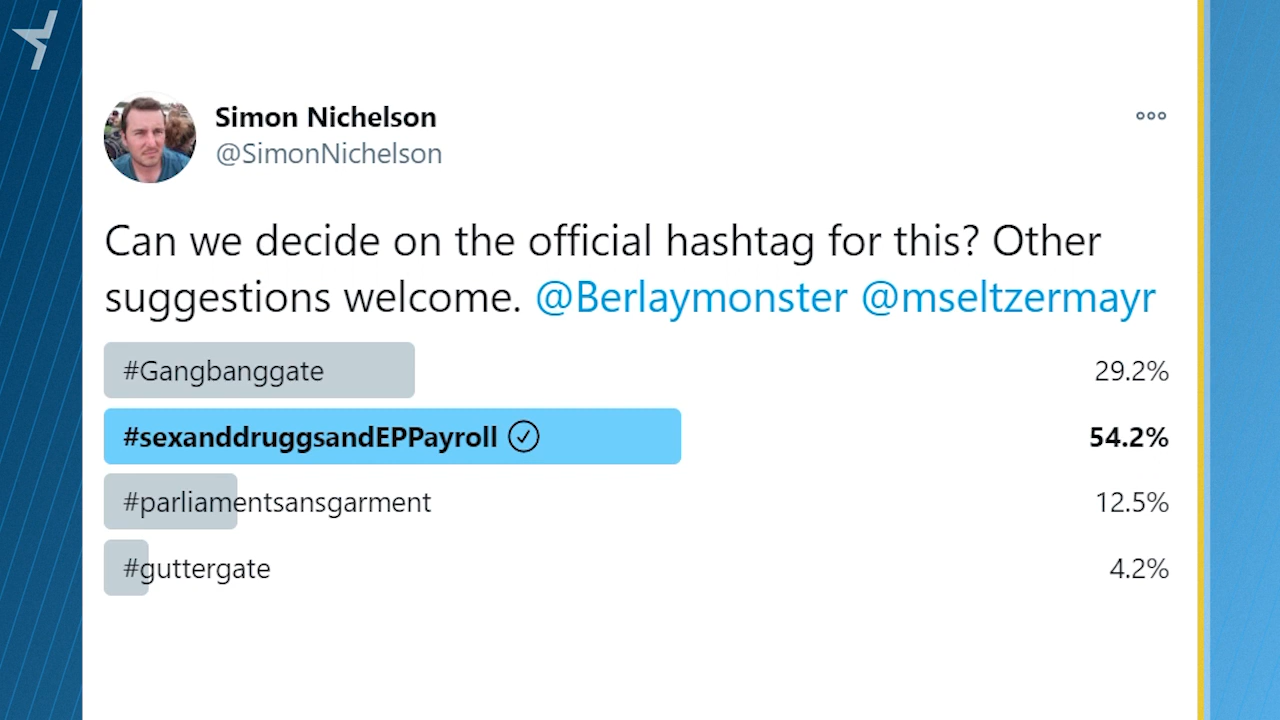 Simon Nichelson
@SimonNichelson
Can we decide on the official hashtag for this? Other
suggestions welcome. @Berlaymonster @mseltzermayr
#Gangbanggate 29.2%
#sexanddruggsandEPPayroll 54.2%
#parliamentsansgarment 12.5%
#guttergate 4.2%